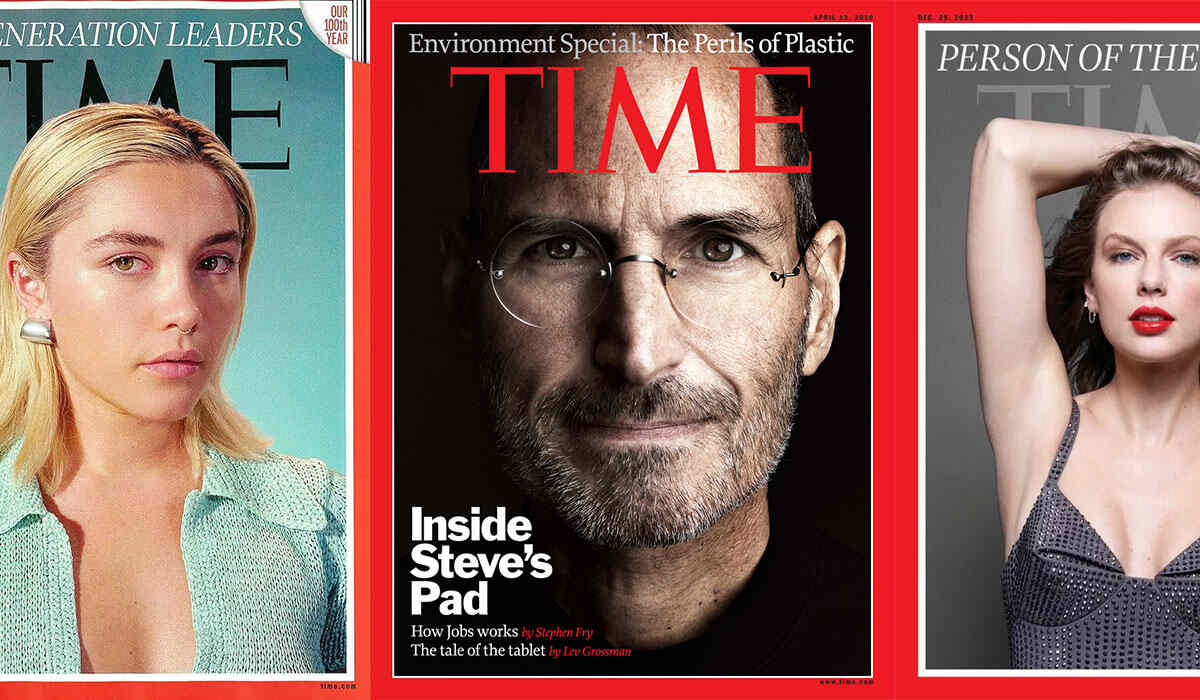 ENERATION LEADERS
OUR
100th
YEAR
TIME
time.com
APRIL 12, 2010
Environment Special: The Perils of Plastic
TIME
Inside
Steve's
Pad
How Jobs works by Stephen Fry
The tale of the tablet by Lev Grossman
www.time.com
DEC. 25, 2023
PERSON OF THE
TIM